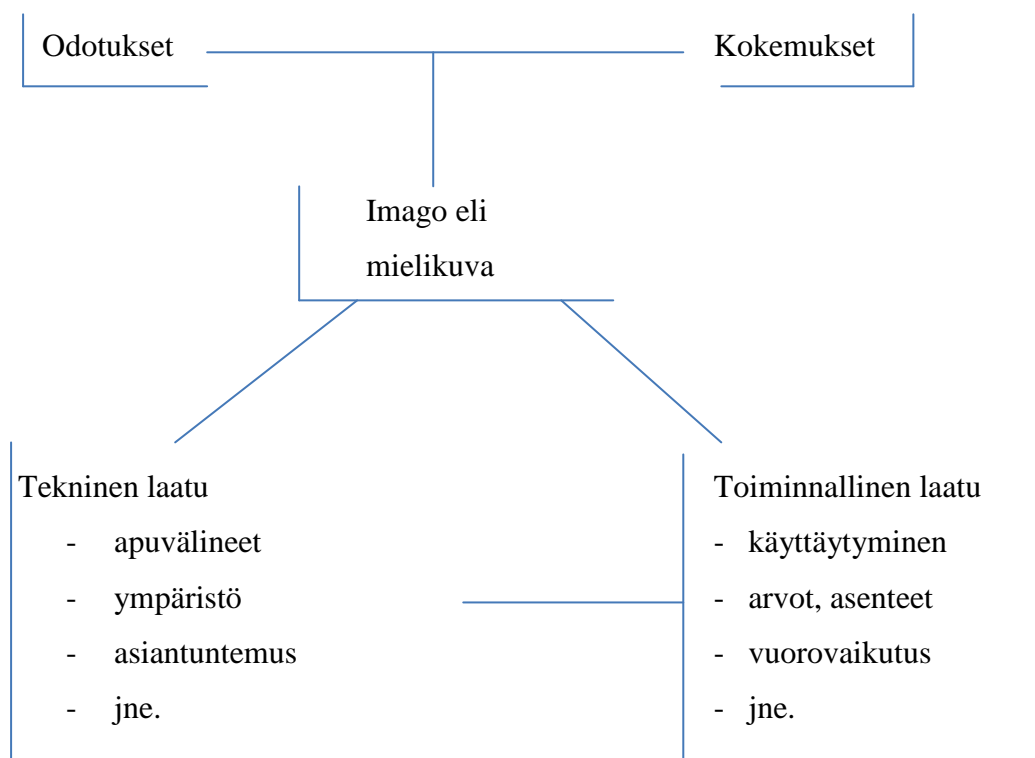 Odotukset
Kokemukset
Imago eli
mielikuva
Tekninen laatu
- apuvälineet
- ympäristö
- asiantuntemus
- jne.
Toiminnallinen laatu
- käyttäytyminen
- arvot, asenteet
- vuorovaikutus
- jne.